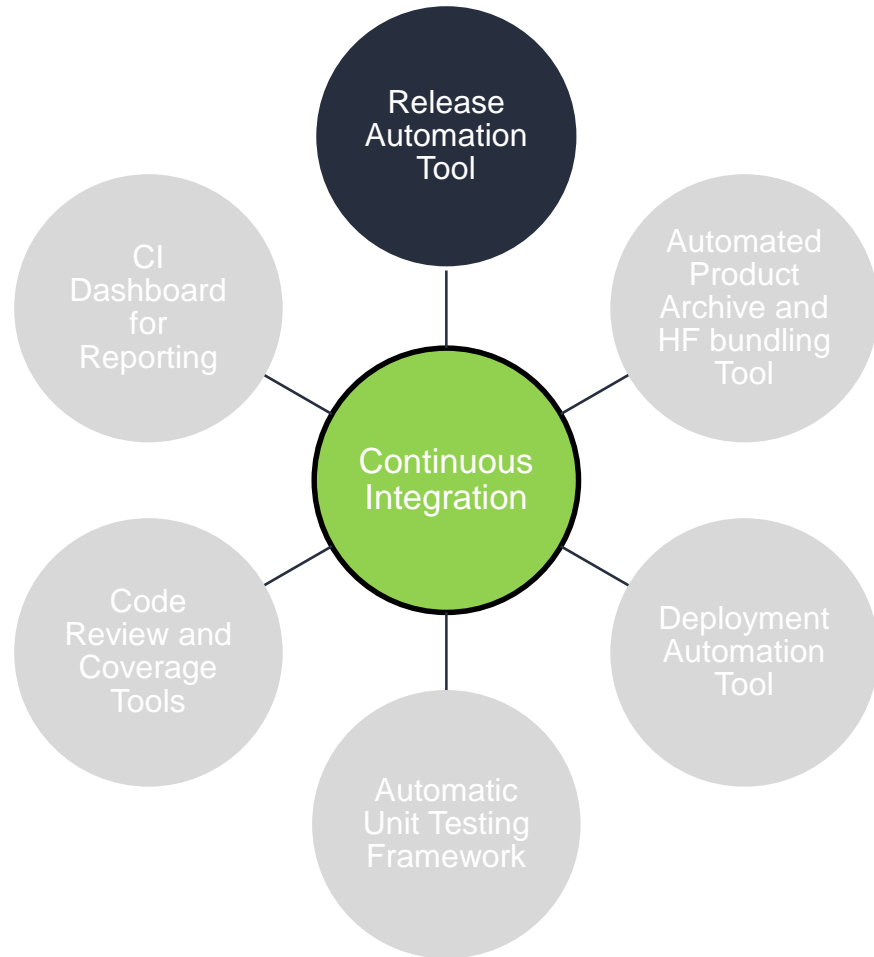 Release
Automation
Tool
CI
Dashboard
for
Reporting
Automated
Product
Archive and
HF bundling
Tool
Continuous
Integration
Code
Review and
Coverage
Tools
Deployment
Automation
Tool
Automatic
Unit Testing
Framework